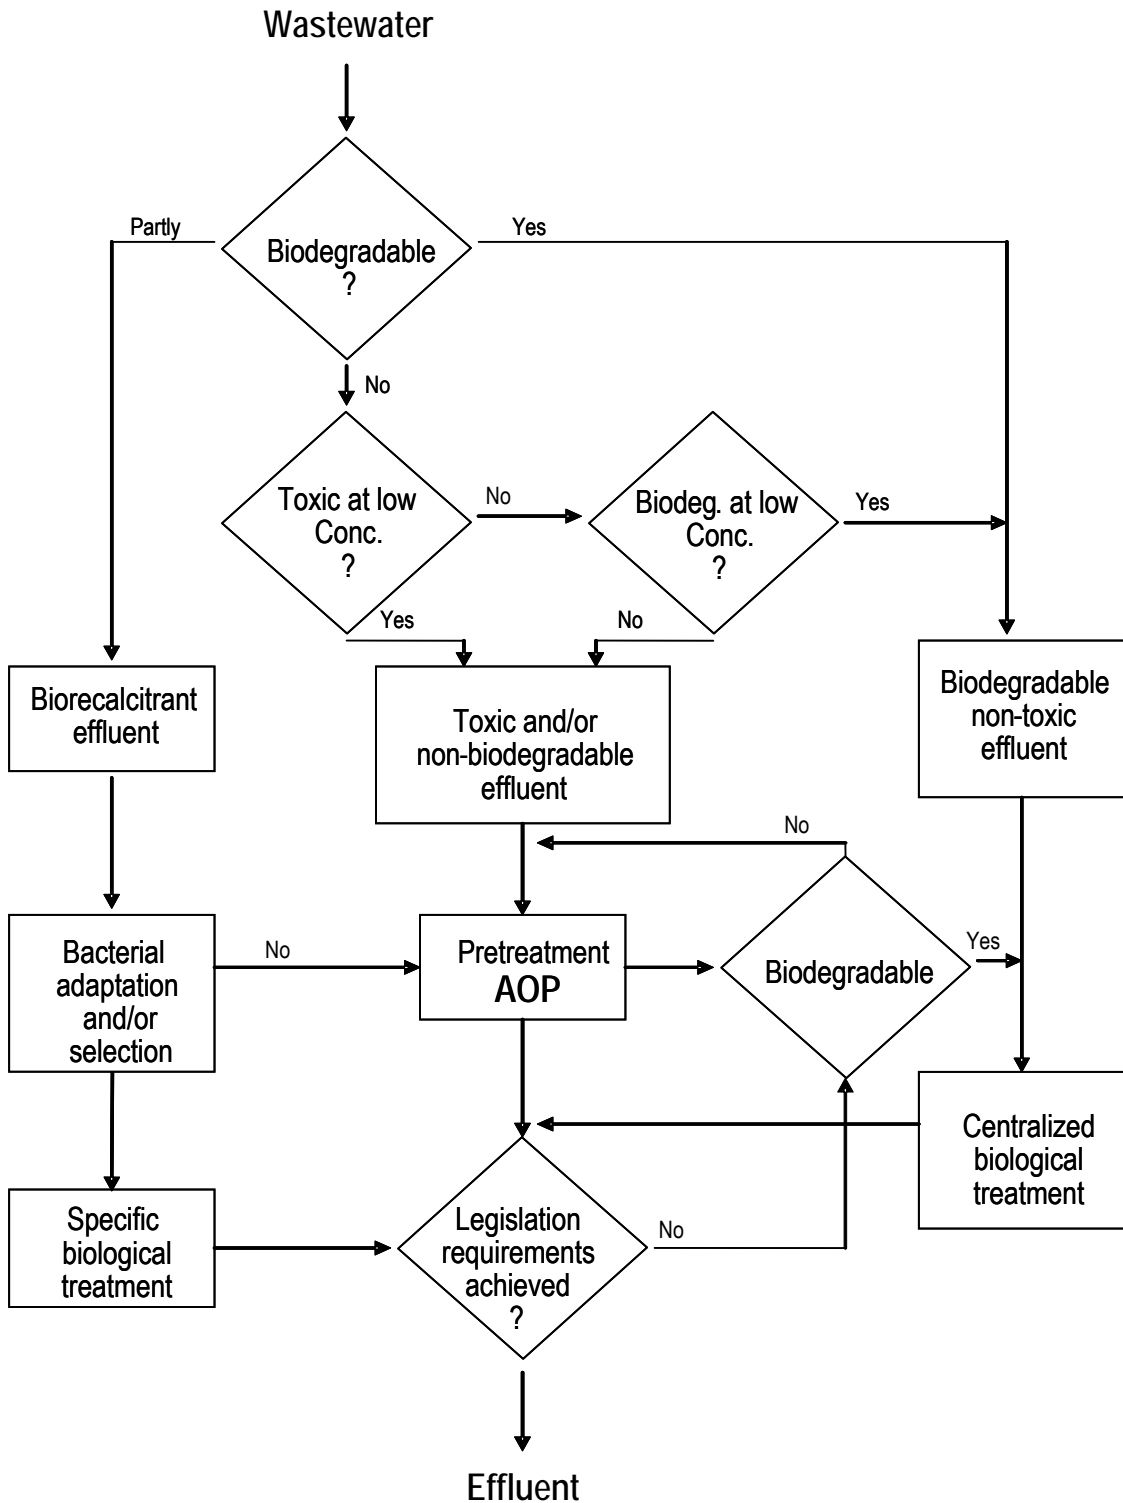 Wastewater
Partly
Yes
Biodegradable
?
No
Toxic at low
Conc.
?
No
Biodeg. at low
Conc.
?
Yes
Yes
No
Biorecalcitrant
effluent
Toxic and/or
non-biodegradable
effluent
Biodegradable
non-toxic
effluent
No
Bacterial
adaptation
and/or
selection
No
Pretreatment
AOP
Biodegradable
Yes
Centralized
biological
treatment
Specific
biological
treatment
Legislation
requirements
achieved
?
No
Effluent